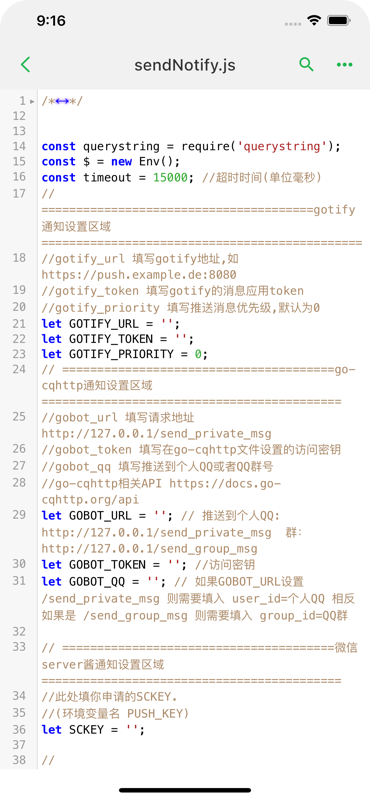 9:16
sendNotify.js
1 /*↔*/
12
13
14 const querystring = require('querystring');
15 const $ = new Env();
16 const timeout = 15000; //超时时间(单位毫秒)
17 //
=======================================gotify
通知设置区域
==============================================
18 //gotify_url 填写gotify地址,如
https://push.example.de:8080
19 //gotify_token 填写gotify的消息应用token
20 //gotify_priority 填写推送消息优先级,默认为0
21 let GOTIFY_URL = '';
22 let GOTIFY_TOKEN = '';
23 let GOTIFY_PRIORITY = 0;
24 // =======================================go-
cqhttp通知设置区域
===========================================
25 //gobot_url 填写请求地址
http://127.0.0.1/send_private_msg
26 //gobot_token 填写在go-cqhttp文件设置的访问密钥
27 //gobot_qq 填写推送到个人QQ或者QQ群号
28 //go-cqhttp相关API https://docs.go-
cqhttp.org/api
29 let GOBOT_URL = ''; // 推送到个人QQ:
http://127.0.0.1/send_private_msg 群：
http://127.0.0.1/send_group_msg
30 let GOBOT_TOKEN = ''; //访问密钥
31 let GOBOT_QQ = ''; // 如果GOBOT_URL设置
/send_private_msg 则需要填入 user_id=个人QQ 相反
如果是 /send_group_msg 则需要填入 group_id=QQ群
32
33 // =======================================微信
server酱通知设置区域
===========================================
34 //此处填你申请的SCKEY.
35 //(环境变量名 PUSH_KEY)
36 let SCKEY = '';
37
38 //